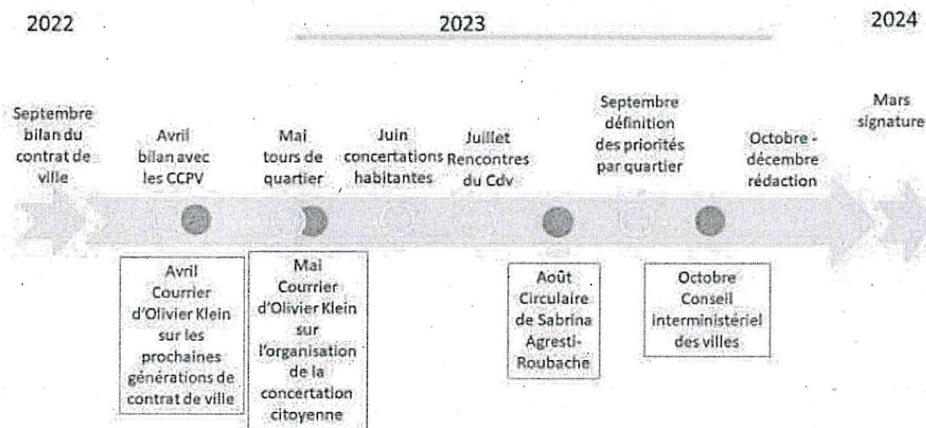 2022
2023
2024
Septembre
bilan du
contrat de
ville
Avril
bilan avec
les CCPV
Mai
tours de
quartier
Juin
concertations
habitantes
Juillet
Rencontres
du Cdv
Septembre
définition
des priorités
par quartier
Octobre -
décembre
rédaction
Mars
signature
Avril
Courrier
d'Olivier Klein
sur les
prochaines
générations de
contrat de ville
Mai
Courrier
d'Olivier Klein
sur
l'organisation
de la
concertation
citoyenne
Août
Circulaire
de Sabrina
Agresti-
Roubache
Octobre
Conseil
interministériel
des villes